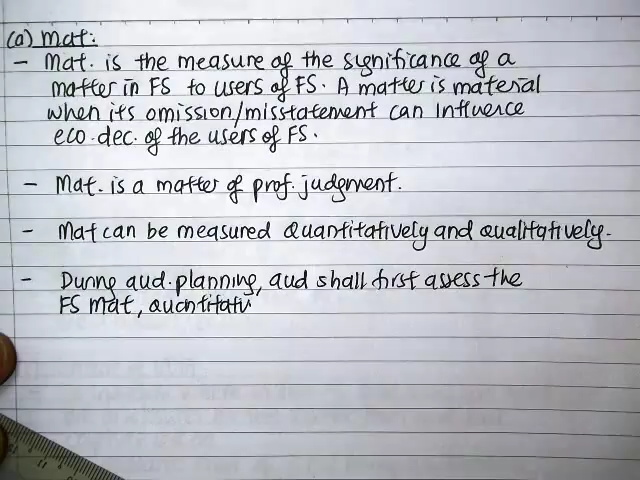 (a) Mat:
- Mat. is the measure of the significance of a
matter in FS to users of FS. A matter is material
when its omission/misstatement can influence
eco. dec. of the users of FS.
- Mat. is a matter of prof. judgment.
- Mat can be measured quantitatively and qualitatively.
- During aud. planning, aud shall first assess the
FS Mat, quantitativ